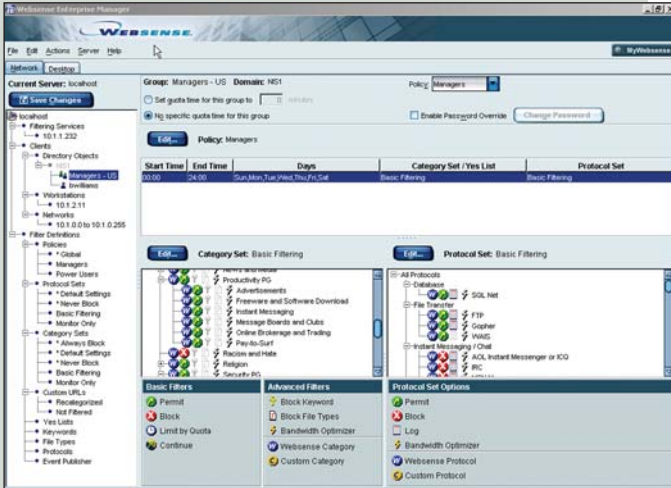 Websense Enterprise Manager
WEBSENSE
File Edit Actions Server Help
MyWebsense
Network Desktop
Current Server: localhost
Save Changes
localhost
Filtering Services
10.1.1.232
Clients
Directory Objects
NIS1
Managers - US
bwilliams
Workstations
10.1.2.11
Networks
10.1.0.0 to 10.1.0.255
Filter Definitions
Policies
* Global
Managers
Power Users
Protocol Sets
* Default Settings
* Never Block
Basic Filtering
Monitor Only
Category Sets
* Always Block
* Default Settings
* Never Block
Basic Filtering
Monitor Only
Custom URLs
Recategorized
Not Filtered
Yes Lists
Keywords
File Types
Protocols
Event Publisher
Group: Managers - US Domain: NIS1
Policy: Managers
Set quota time for this group to 0 minutes
No specific quota time for this group
Enable Password Override
Change Password
Edit... Policy: Managers
Start Time End Time Days Category Set / Yes List Protocol Set
00:00 24:00 Sun,Mon,Tue,Wed,Thu,Fri,Sat Basic Filtering Basic Filtering
Edit... Category Set: Basic Filtering
News and Media
Productivity PG
Advertisements
Freeware and Software Download
Instant Messaging
Message Boards and Clubs
Online Brokerage and Trading
Pay-to-Surf
Racism and Hate
Religion
Security PG
Edit... Protocol Set: Basic Filtering
All Protocols
Database
SQL Net
File Transfer
FTP
Gopher
WAIS
Instant Messaging / Chat
AOL Instant Messenger or ICQ
IRC
Basic Filters
Permit
Block
Limit by Quota
Continue
Advanced Filters
Block Keyword
Block File Types
Bandwidth Optimizer
Websense Category
Custom Category
Protocol Set Options
Permit
Block
Log
Bandwidth Optimizer
Websense Protocol
Custom Protocol